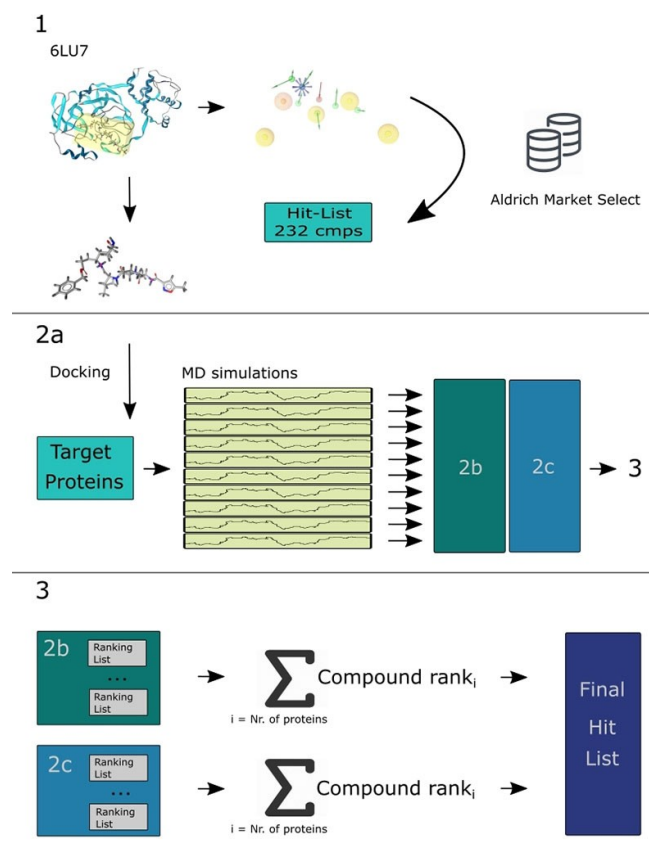 1
6LU7
Aldrich Market Select
Hit-List
232 cmps
2a
Docking
MD simulations
Target
Proteins
2b
2c
3
3
2b
Ranking
List
...
Ranking
List
Σ Compound rankᵢ
i = Nr. of proteins
Final
Hit
List
2c
Ranking
List
...
Ranking
List
Σ Compound rankᵢ
i = Nr. of proteins